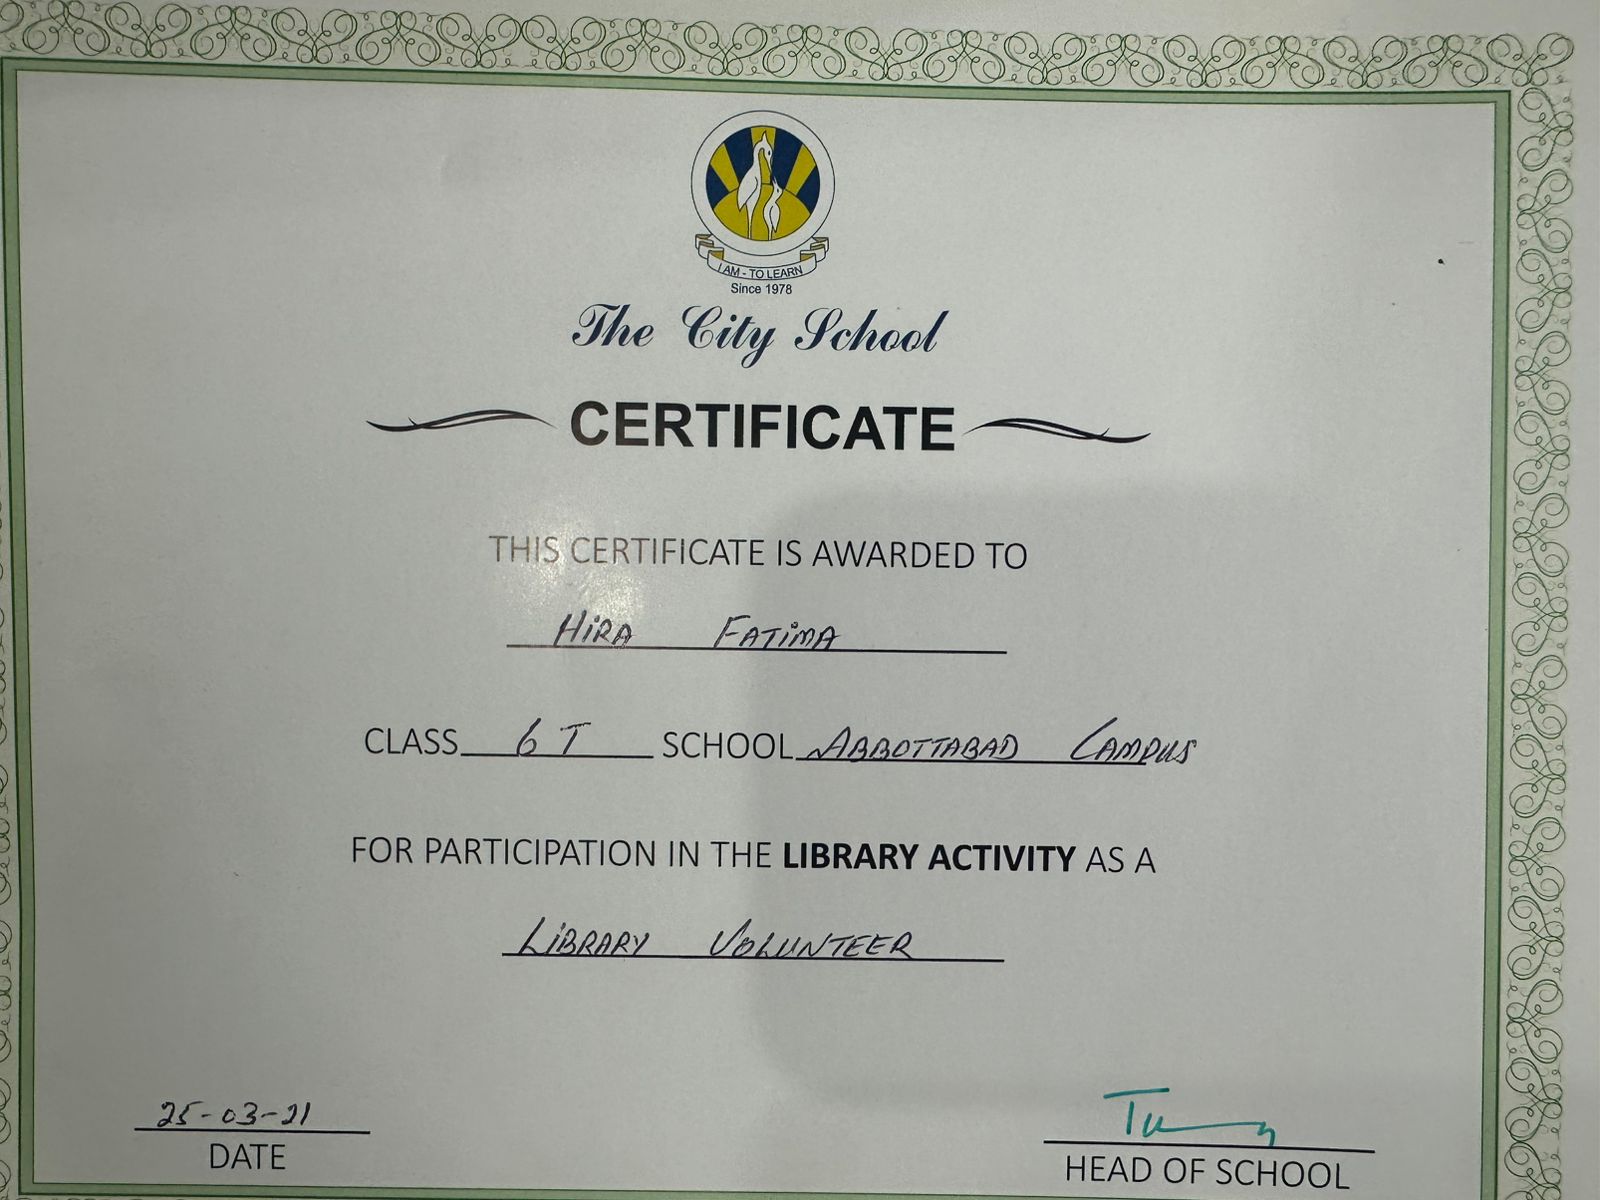 I AM - TO LEARN
Since 1978
The City School
CERTIFICATE
THIS CERTIFICATE IS AWARDED TO
HIRA FATIMA
CLASS 6T SCHOOL ABBOTTABAD CAMPUS
FOR PARTICIPATION IN THE LIBRARY ACTIVITY AS A
LIBRARY VOLUNTEER
25-03-21
DATE
HEAD OF SCHOOL